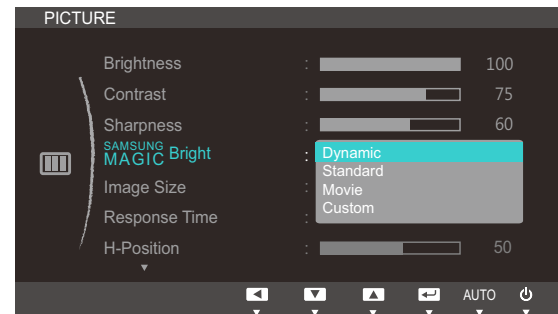 PICTURE
Brightness : 100
Contrast : 75
Sharpness : 60
SAMSUNG MAGIC Bright : Dynamic
Standard
Image Size : Movie
Custom
Response Time :
H-Position : 50
AUTO